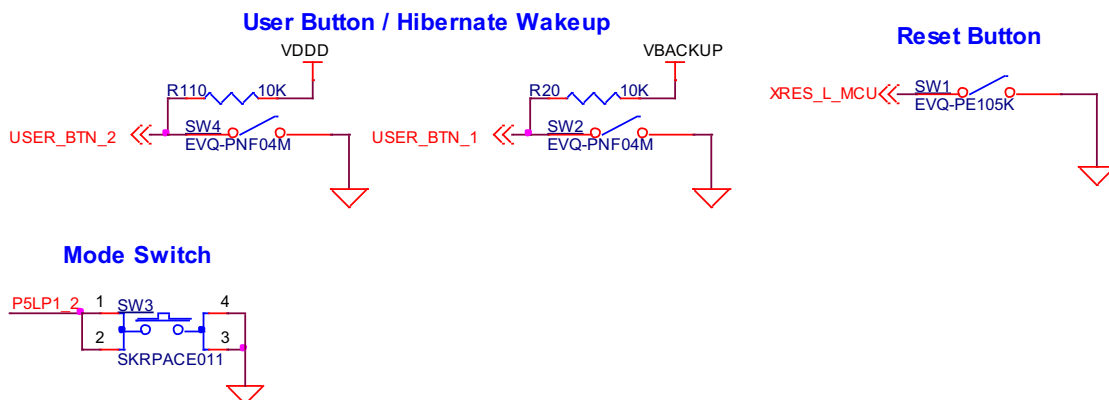 User Button / Hibernate Wakeup
Reset Button
VDDD
VBACKUP
R110 10K
R20 10K
XRES_L_MCU
SW1
EVQ-PE105K
USER_BTN_2
SW4
EVQ-PNF04M
USER_BTN_1
SW2
EVQ-PNF04M
Mode Switch
P5LP1_2
1
SW3
4
2
3
SKRPACE011